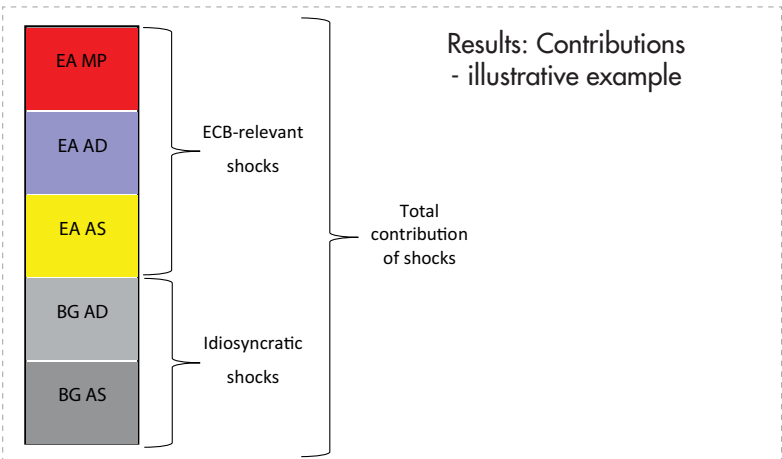 Results: Contributions
- illustrative example
EA MP
EA AD
EA AS
BG AD
BG AS
ECB-relevant
shocks
Idiosyncratic
shocks
Total
contribution
of shocks